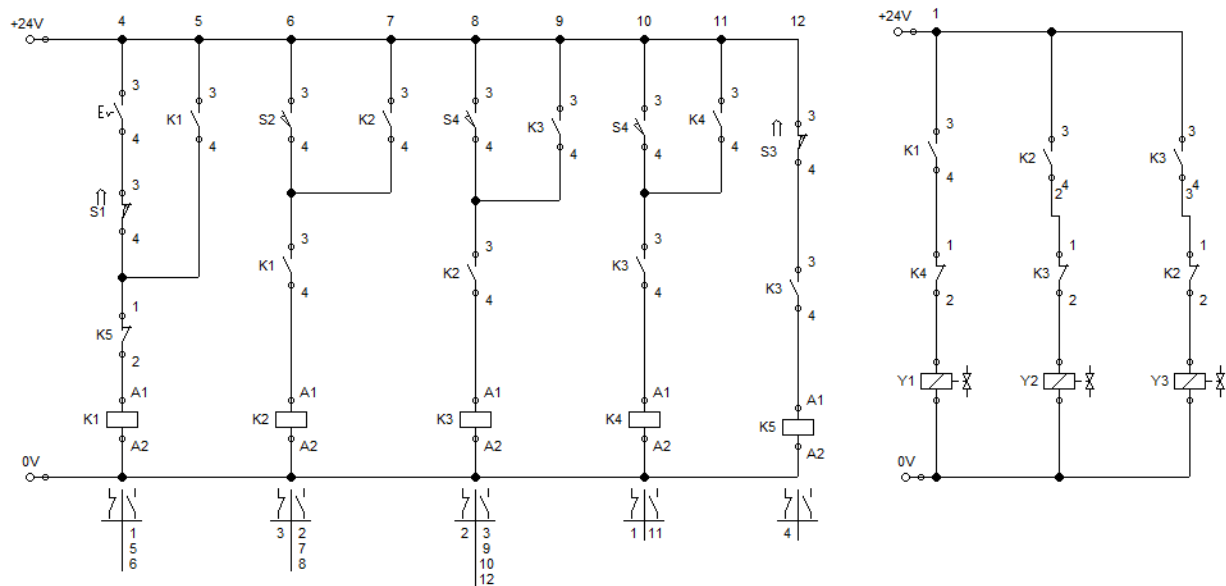 4 5 6 7 8 9 10 11 12
+24V
3 3 3 3 3 3 3 3 3
Er K1 S2 K2 S4 K3 S4 K4 S3
4 4 4 4 4 4 4 4 4
3
S1
4
3 3 3 3
K1 K2 K3 K3
4 4 4 4
1
K5
2
A1 A1 A1 A1 A1
K1 K2 K3 K4 K5
A2 A2 A2 A2 A2
0V
1 3 2 2 3 1 11 4
5 7 9
6 8 10
12
1
+24V
3 3 3
K1 K2 K3
4 4 4
2 3
1 1 1
K4 K3 K2
2 2 2
Y1 Y2 Y3
0V